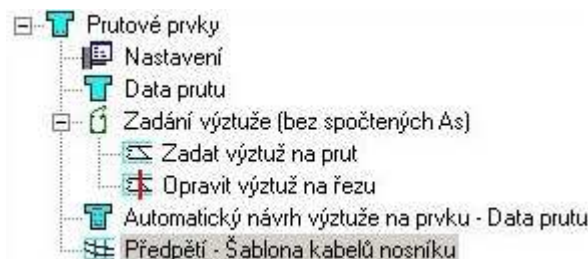 Prutové prvky
Nastavení
Data prutu
Zadání výztuže (bez spočtených As)
Zadat výztuž na prut
Opravit výztuž na řezu
Automatický návrh výztuže na prvku - Data prutu
Předpětí - Šablona kabelů nosníku